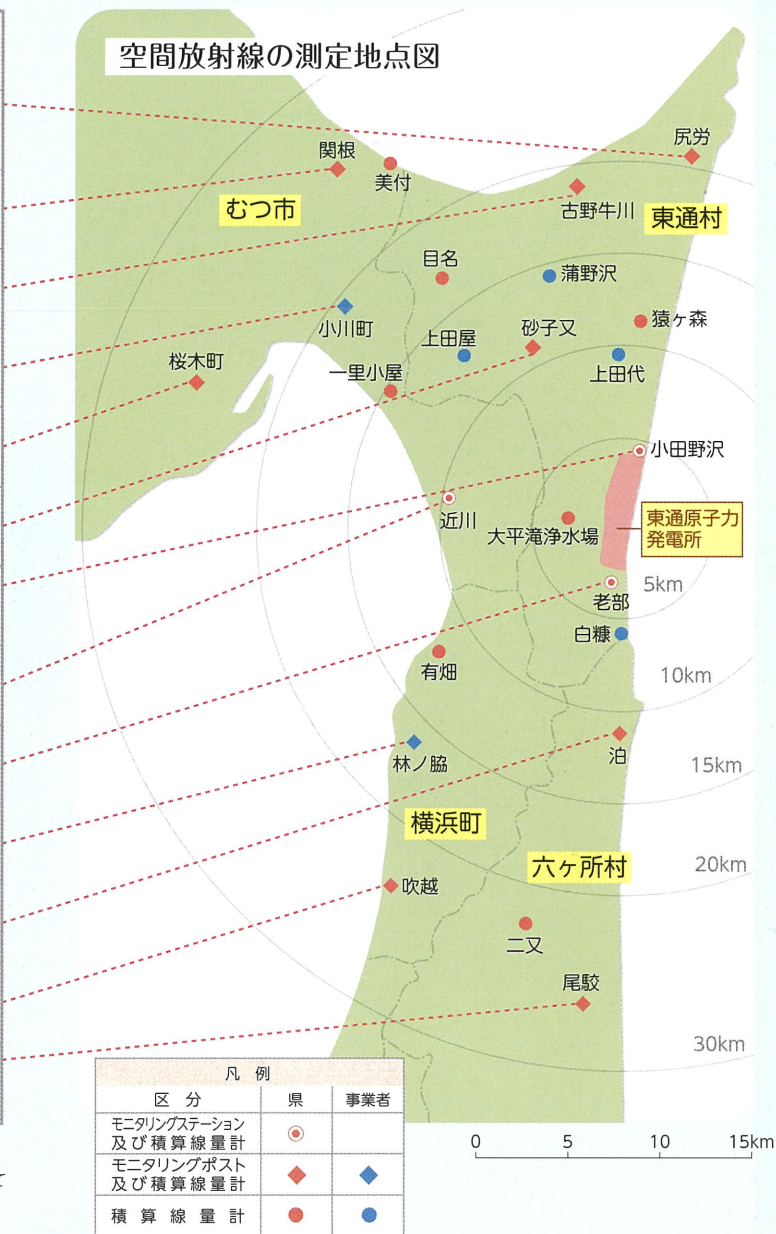 空間放射線の測定地点図
尻労
関根
美付
古野牛川
むつ市
東通村
目名
蒲野沢
小川町
上田屋
砂子又
猿ヶ森
桜木町
一里小屋
上田代
小田野沢
近川
大平滝浄水場
東通原子力
発電所
5km
老部
白糠
有畑
10km
泊
林ノ脇
15km
横浜町
六ヶ所村
20km
吹越
二又
尾駮
30km
凡例
区分 県 事業者
モニタリングステーション
及び積算線量計
モニタリングポスト
及び積算線量計
積算線量計
0 5 10 15km